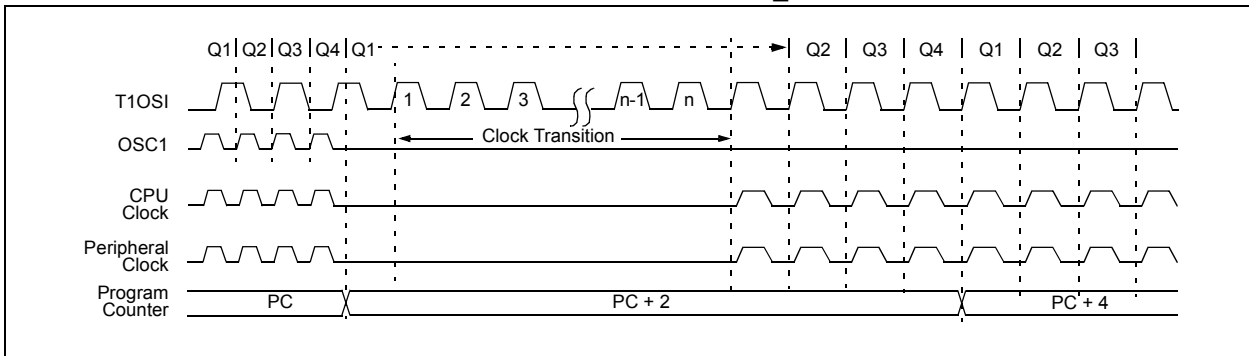 Q1 Q2 Q3 Q4 Q1 Q2 Q3 Q4 Q1 Q2 Q3
T1OSI 1 2 3 n-1 n
Clock Transition
OSC1
CPU
Clock
Peripheral
Clock
Program
Counter
PC PC + 2 PC + 4